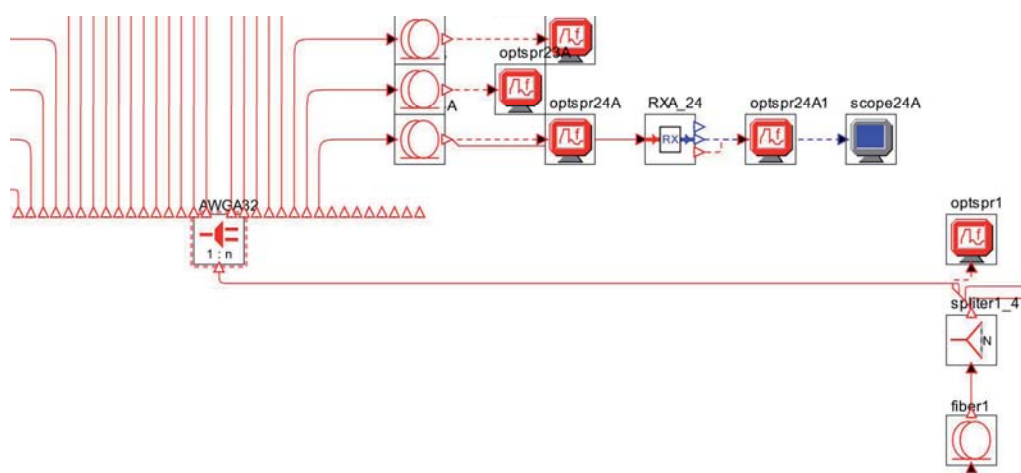 optspr23A
A
optspr24A
RXA_24
optspr24A1
scope24A
RX
AWGA32
1 : n
optspr1
spliter1_4
N
fiber1